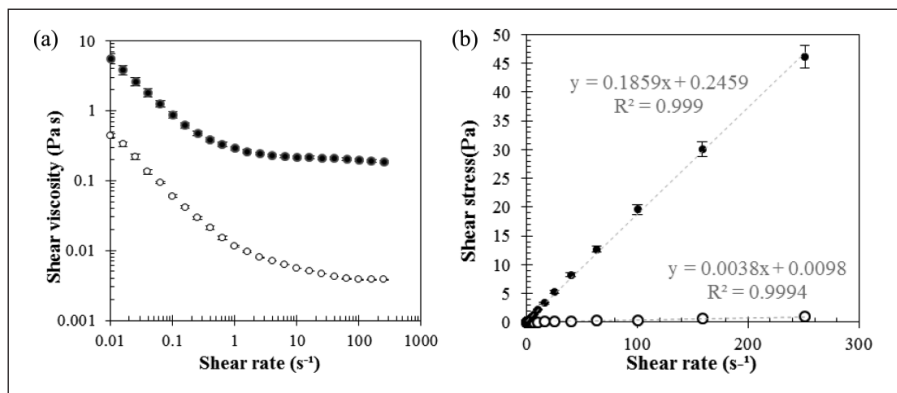 (a)
10
1
0.1
0.01
0.001
Shear viscosity (Pa s)
0.01 0.1 1 10 100 1000
Shear rate (s-¹)
(b)
50
45
40
35
30
25
20
15
10
5
0
Shear stress(Pa)
y = 0.1859x + 0.2459
R² = 0.999
y = 0.0038x + 0.0098
R² = 0.9994
0 100 200 300
Shear rate (s-¹)